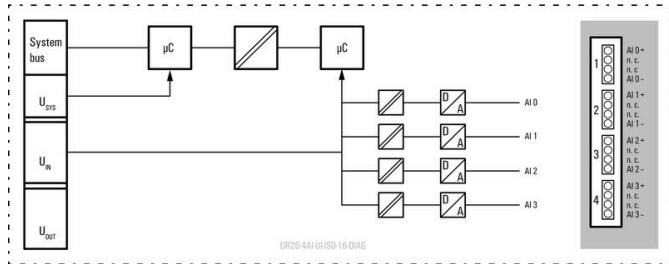 System
bus
µC
µC
U SYS
U IN
U OUT
D
A
AI 0
D
A
AI 1
D
A
AI 2
D
A
AI 3
UR20-4AI-UI-ISO-16-DIAG
1
AI 0+
n. c.
n. c
AI 0–
2
AI 1+
n. c.
n. c.
AI 1–
3
AI 2+
n. c.
n. c.
AI 2–
4
AI 3+
n. c.
n. c.
AI 3–